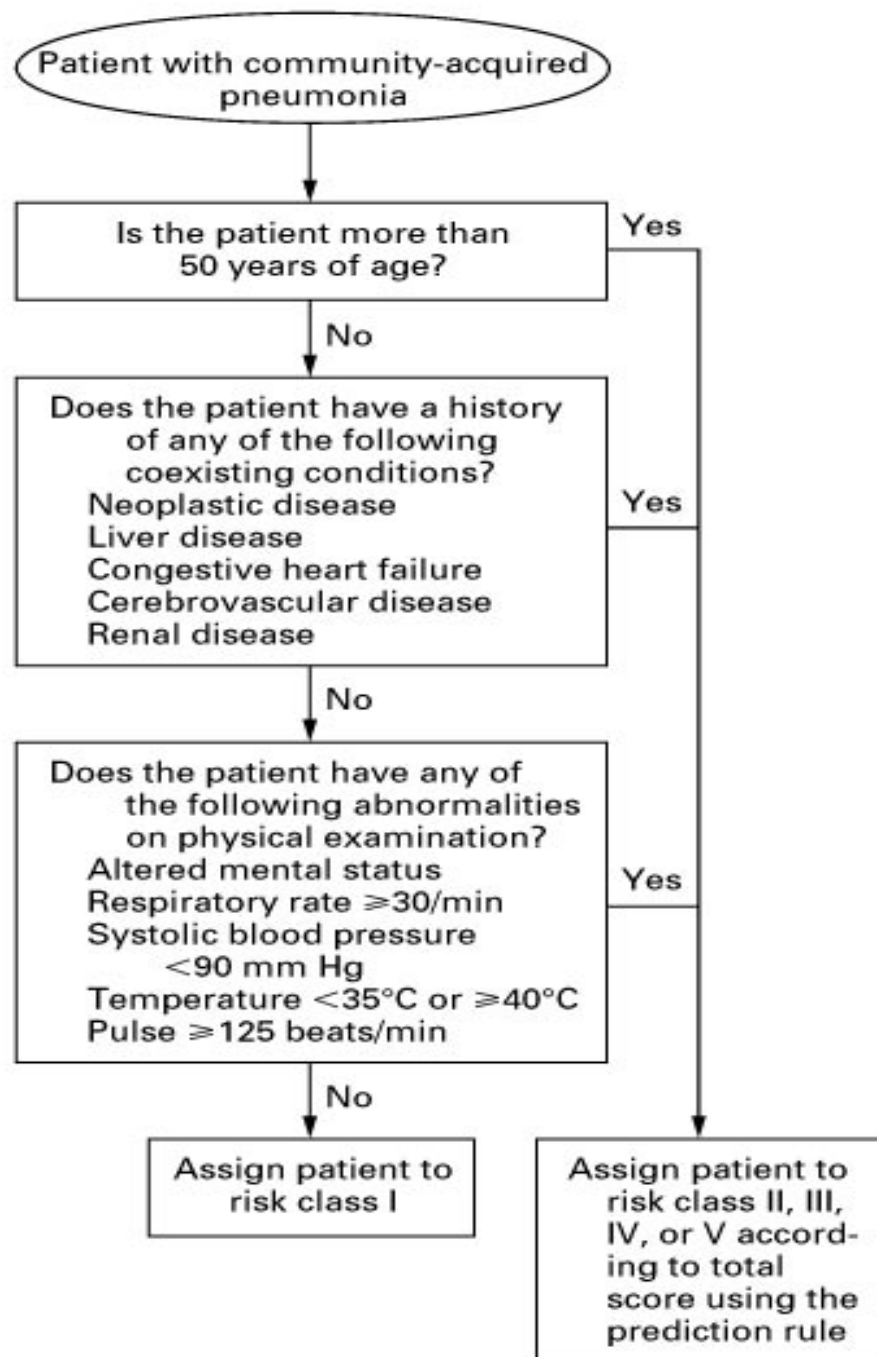 Patient with community-acquired
pneumonia
Is the patient more than
50 years of age?
Yes
No
Does the patient have a history
of any of the following
coexisting conditions?
Neoplastic disease
Liver disease
Congestive heart failure
Cerebrovascular disease
Renal disease
Yes
No
Does the patient have any of
the following abnormalities
on physical examination?
Altered mental status
Respiratory rate ⩾30/min
Systolic blood pressure
<90 mm Hg
Temperature <35°C or ⩾40°C
Pulse ⩾125 beats/min
Yes
No
Assign patient to
risk class I
Assign patient to
risk class II, III,
IV, or V accord-
ing to total
score using the
prediction rule